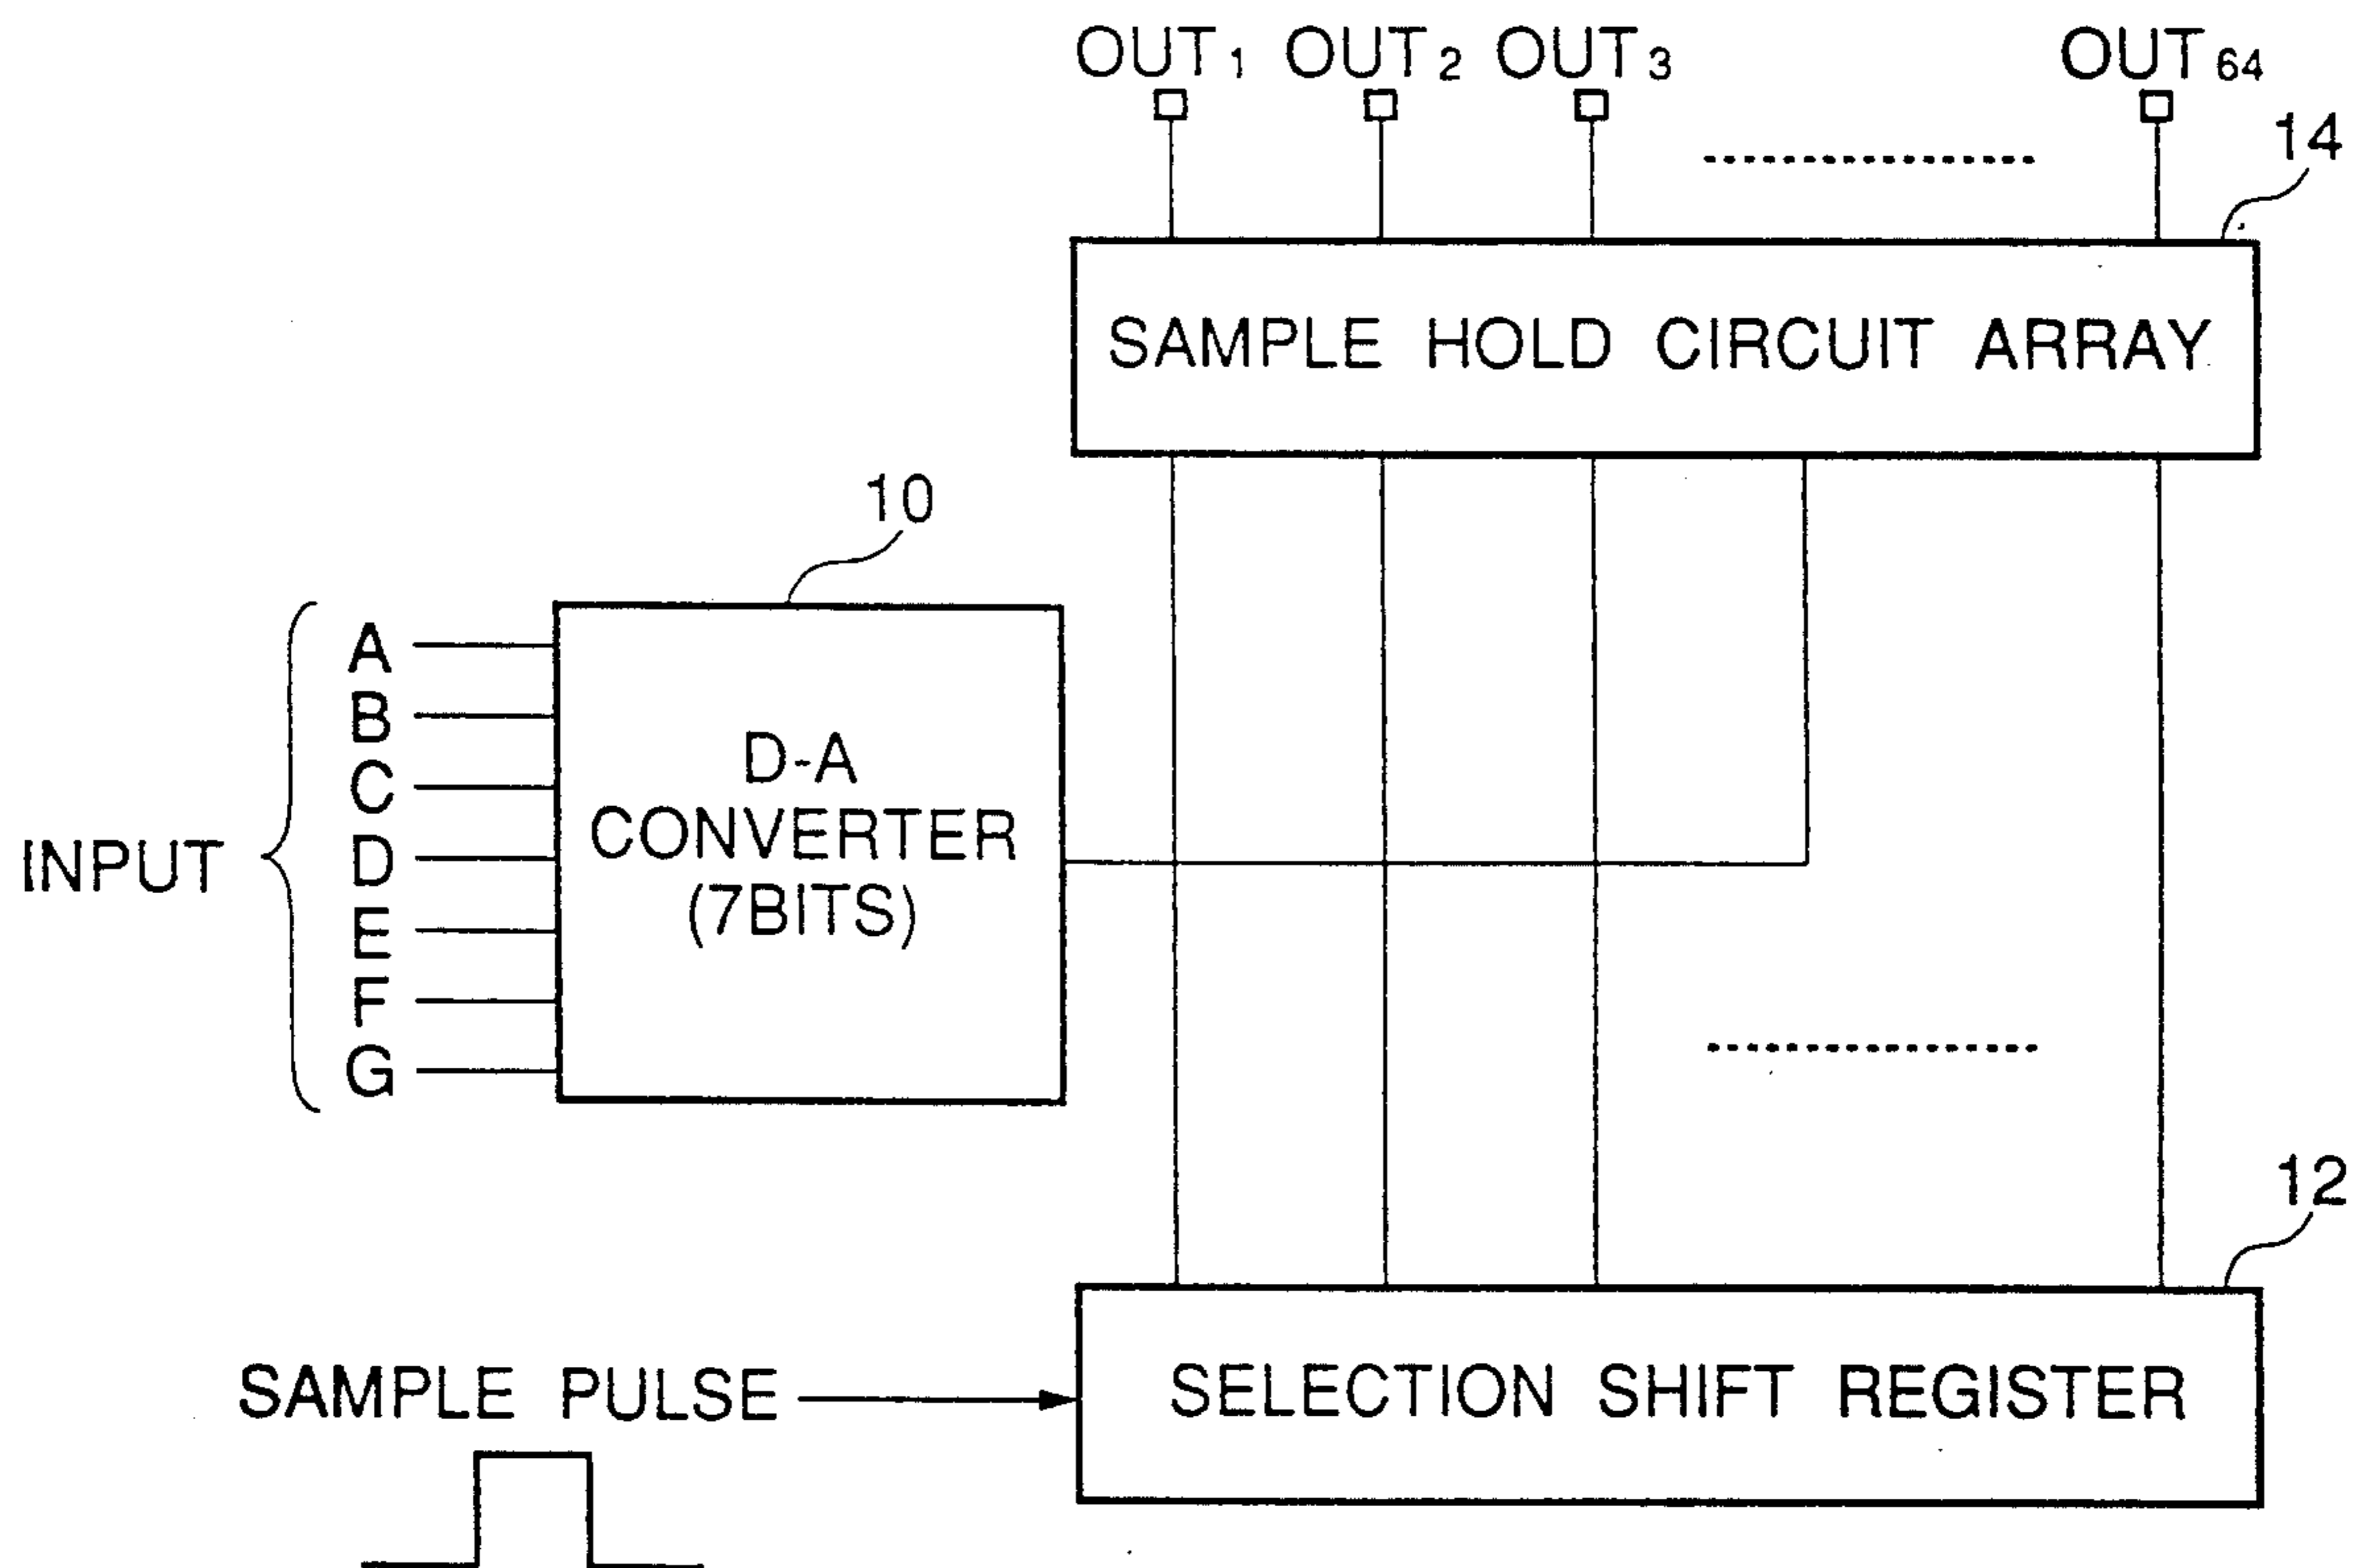 OUT1 OUT2 OUT3 OUT64
14
SAMPLE HOLD CIRCUIT ARRAY
10
INPUT
A
B
C
D
E
F
G
D-A
CONVERTER
(7BITS)
12
SAMPLE PULSE
SELECTION SHIFT REGISTER